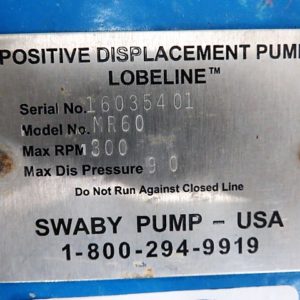 POSITIVE DISPLACEMENT PUMP
LOBELINE™
Serial No. 16035401
Model No. MR60
Max RPM 300
Max Dis Pressure 90
Do Not Run Against Closed Line
SWABY PUMP - USA
1-800-294-9919